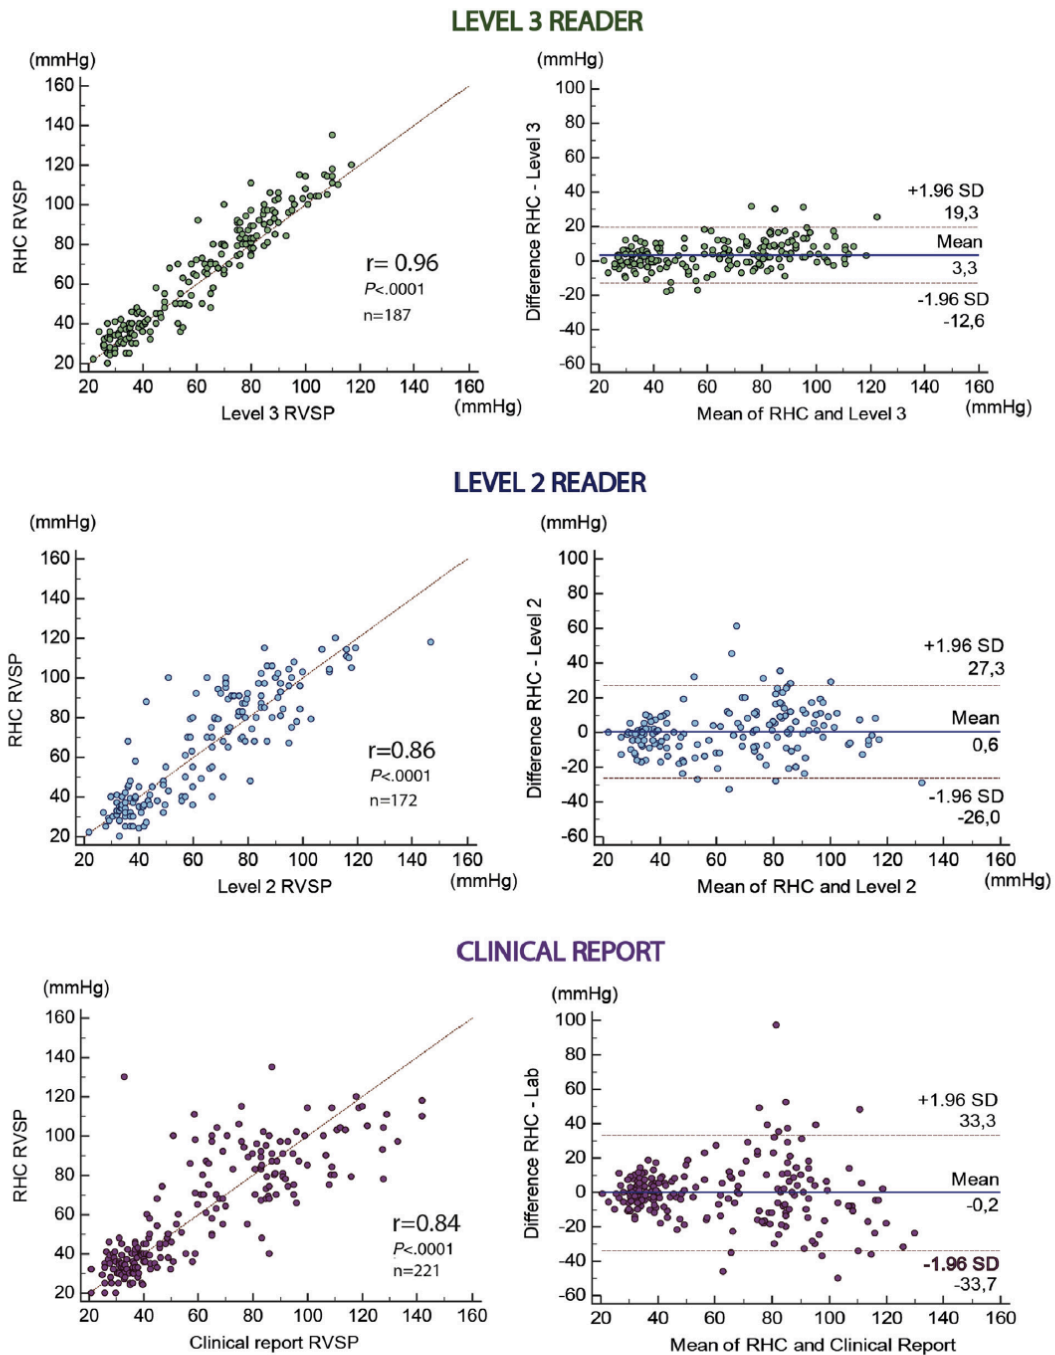 LEVEL 3 READER
(mmHg)
160
140
120
100
80
60
40
20
RHC RVSP
r= 0.96
P<.0001
n=187
20 40 60 80 100 120 140 160
Level 3 RVSP
(mmHg)
(mmHg)
100
80
60
40
20
0
-20
-40
-60
Difference RHC - Level 3
+1.96 SD
19,3
Mean
3,3
-1.96 SD
-12,6
20 40 60 80 100 120 140 160
Mean of RHC and Level 3
(mmHg)
LEVEL 2 READER
(mmHg)
160
140
120
100
80
60
40
20
RHC RVSP
r=0.86
P<.0001
n=172
20 40 60 80 100 120 140 160
Level 2 RVSP
(mmHg)
(mmHg)
100
80
60
40
20
0
-20
-40
-60
Difference RHC - Level 2
+1.96 SD
27,3
Mean
0,6
-1.96 SD
-26,0
20 40 60 80 100 120 140 160
Mean of RHC and Level 2
(mmHg)
CLINICAL REPORT
(mmHg)
160
140
120
100
80
60
40
20
RHC RVSP
r=0.84
P<.0001
n=221
20 40 60 80 100 120 140 160
Clinical report RVSP
(mmHg)
100
80
60
40
20
0
-20
-40
-60
Difference RHC - Lab
+1.96 SD
33,3
Mean
-0,2
-1.96 SD
-33,7
20 40 60 80 100 120 140 160
Mean of RHC and Clinical Report